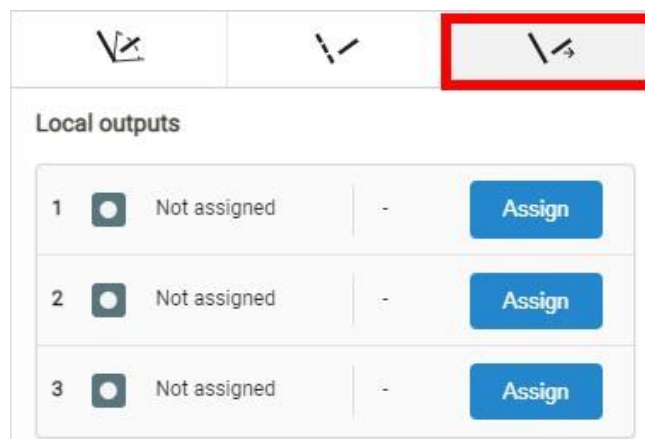 Local outputs
1 Not assigned - Assign
2 Not assigned - Assign
3 Not assigned - Assign